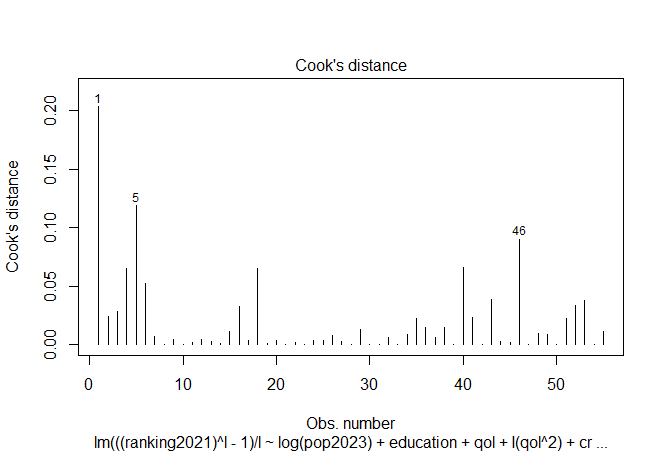 Cook's distance
0.20
0.15
0.10
0.05
0.00
Cook's distance
1
5
46
0 10 20 30 40 50
Obs. number
lm(((ranking2021)^l - 1)/l ~ log(pop2023) + education + qol + I(qol^2) + cr ...